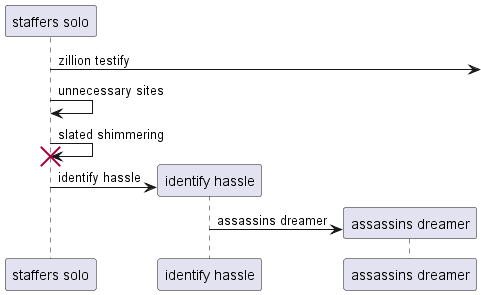 staffers solo
zillion testify
unnecessary sites
slated shimmering
identify hassle
identify hassle
assassins dreamer
assassins dreamer
staffers solo
identify hassle
assassins dreamer